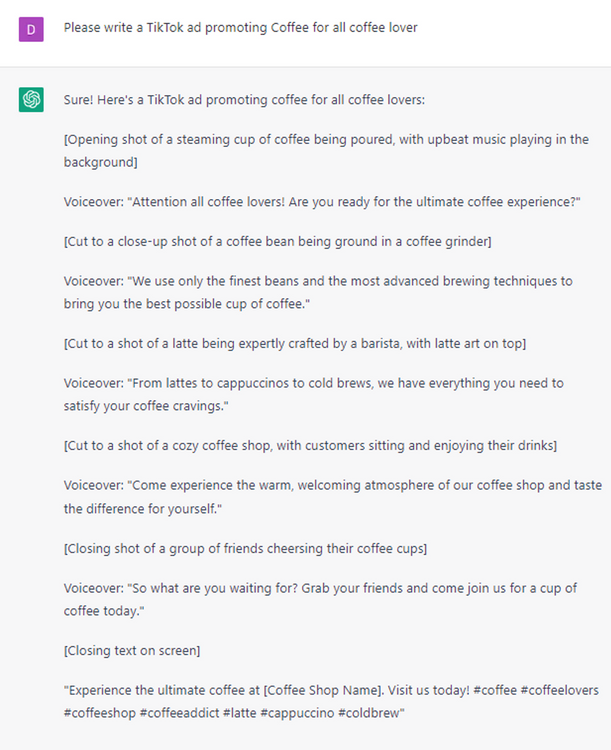 D
Please write a TikTok ad promoting Coffee for all coffee lover
Sure! Here's a TikTok ad promoting coffee for all coffee lovers:
[Opening shot of a steaming cup of coffee being poured, with upbeat music playing in the
background]
Voiceover: "Attention all coffee lovers! Are you ready for the ultimate coffee experience?"
[Cut to a close-up shot of a coffee bean being ground in a coffee grinder]
Voiceover: "We use only the finest beans and the most advanced brewing techniques to
bring you the best possible cup of coffee."
[Cut to a shot of a latte being expertly crafted by a barista, with latte art on top]
Voiceover: "From lattes to cappuccinos to cold brews, we have everything you need to
satisfy your coffee cravings."
[Cut to a shot of a cozy coffee shop, with customers sitting and enjoying their drinks]
Voiceover: "Come experience the warm, welcoming atmosphere of our coffee shop and taste
the difference for yourself."
[Closing shot of a group of friends cheersing their coffee cups]
Voiceover: "So what are you waiting for? Grab your friends and come join us for a cup of
coffee today."
[Closing text on screen]
"Experience the ultimate coffee at [Coffee Shop Name]. Visit us today! #coffee #coffeelovers
#coffeeshop #coffeeaddict #latte #cappuccino #coldbrew"